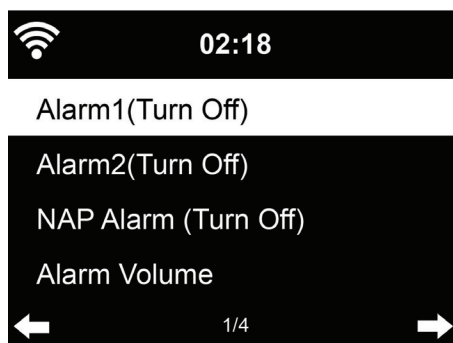 02:18
Alarm1(Turn Off)
Alarm2(Turn Off)
NAP Alarm (Turn Off)
Alarm Volume
1/4